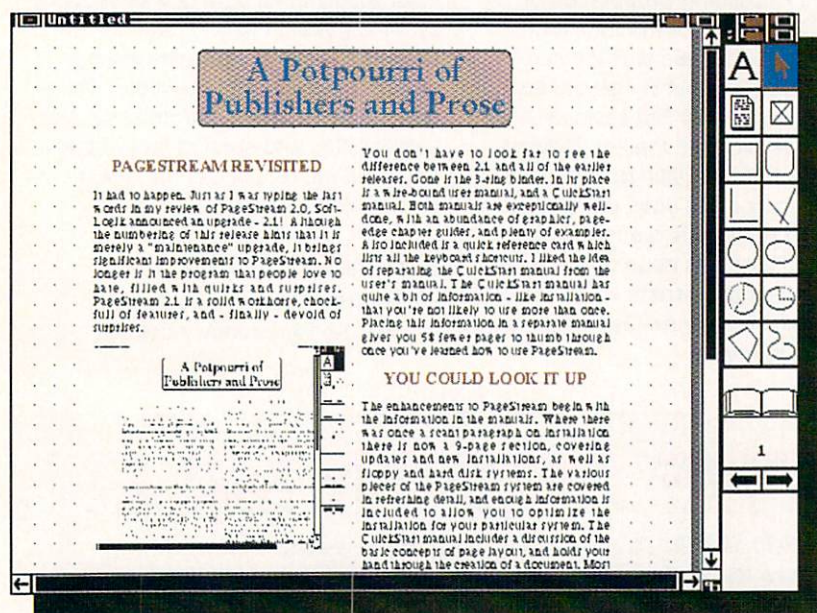 Untitled
A Potpourri of
Publishers and Prose
PAGESTREAM REVISITED
It had to happen. Just as I was typing the last
words in my review of PageStream 2.0, Soft-
Logik announced an upgrade - 2.1! Although
the numbering of this release hints that it is
merely a "maintenance" upgrade, it brings
significant improvements to PageStream. No
longer is it the program that people love to
hate, filled with quirks and surprises.
PageStream 2.1 is a solid workhorse, chock-
full of features, and - finally - devoid of
surprises.
A Potpourri of
Publishers and Prose
A
You don't have to look far to see the
difference between 2.1 and all of the earlier
releases. Gone is the 3-ring binder. In its place
is a wire-bound user manual, and a QuickStart
manual. Both manuals are exceptionally well-
done, with an abundance of graphics, page-
edge chapter guides, and plenty of examples.
Also included is a quick reference card which
lists all the keyboard shortcuts. I liked the idea
of separating the QuickStart manual from the
user's manual. The QuickStart manual has
quite a bit of information - like installation -
that you're not likely to use more than once.
Placing this information in a separate manual
gives you 58 fewer pages to thumb through
once you've learned how to use PageStream.
YOU COULD LOOK IT UP
The enhancements to PageStream begin with
the information in the manuals. Where there
was once a scant paragraph on installation
there is now a 9-page section, covering
updates and new installations, as well as
floppy and hard disk systems. The various
pieces of the PageStream system are covered
in refreshing detail, and enough information is
included to allow you to optimize the
installation for your particular system. The
QuickStart manual includes a discussion of the
basic concepts of page layout, and holds your
hand through the creation of a document. Most
A
1